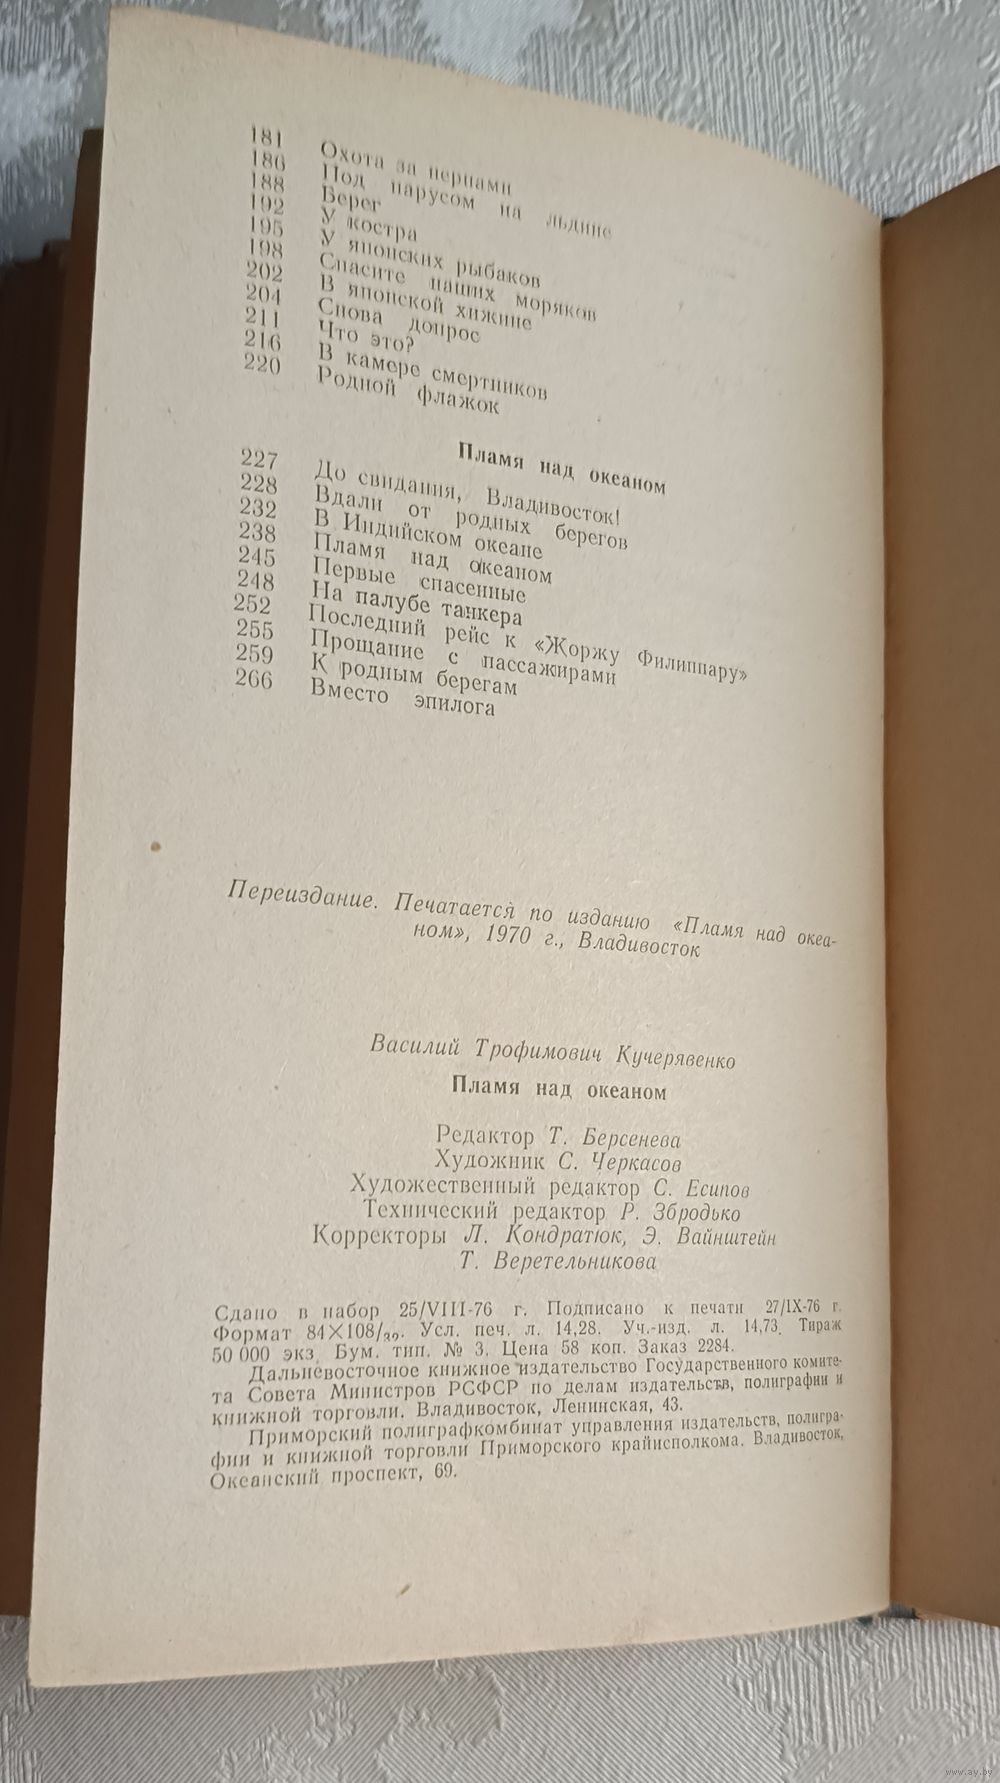 181 Охота за нерпами
186 Под парусом на льдине
188 Берег
192 У костра
195 У японских рыбаков
198 Спасите наших моряков
202 В японской хижине
204 Снова допрос
211 Что это?
216 В камере смертников
220 Родной флажок
Пламя над океаном
227 До свидания, Владивосток!
228 Вдали от родных берегов
232 В Индийском океане
238 Пламя над океаном
245 Первые спасенные
248 На палубе танкера
252 Последний рейс к «Жоржу Филиппару»
255 Прощание с пассажирами
259 К родным берегам
266 Вместо эпилога
Переиздание. Печатается по изданию «Пламя над океа-
ном», 1970 г., Владивосток
Василий Трофимович Кучерявенко
Пламя над океаном
Редактор Т. Берсенева
Художник С. Черкасов
Художественный редактор С. Есипов
Технический редактор Р. Збродько
Корректоры Л. Кондратюк, Э. Вайнштейн
Т. Веретельникова
Сдано в набор 25/VIII-76 г. Подписано к печати 27/IX-76 г.
Формат 84×108/32. Усл. печ. л. 14,28. Уч.-изд. л. 14,73. Тираж
50 000 экз. Бум. тип. № 3. Цена 58 коп. Заказ 2284.
Дальневосточное книжное издательство Государственного комите-
та Совета Министров РСФСР по делам издательств, полиграфии и
книжной торговли. Владивосток, Ленинская, 43.
Приморский полиграфкомбинат управления издательств, полигра-
фии и книжной торговли Приморского крайисполкома. Владивосток,
Океанский проспект, 69.
www.ay.by